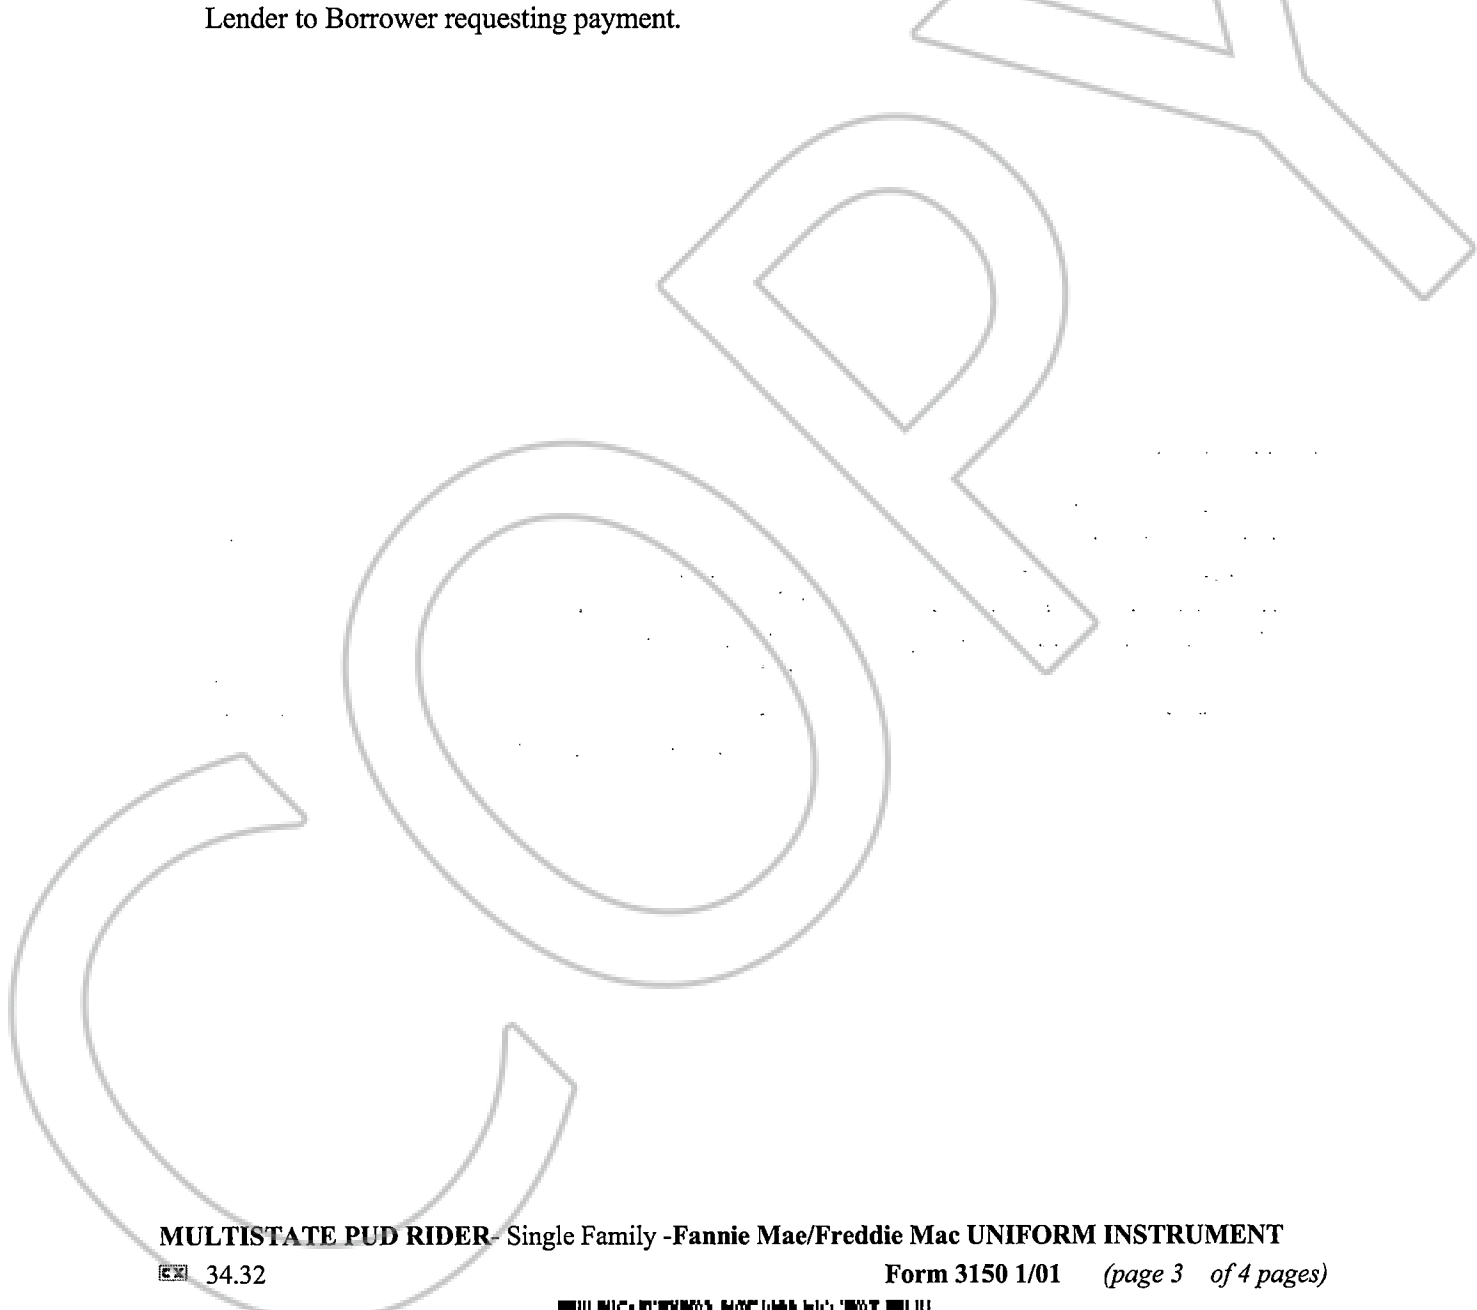 Lender to Borrower requesting payment.
COPY
MULTISTATE PUD RIDER- Single Family -Fannie Mae/Freddie Mac UNIFORM INSTRUMENT
CX 34.32 Form 3150 1/01 (page 3 of 4 pages)